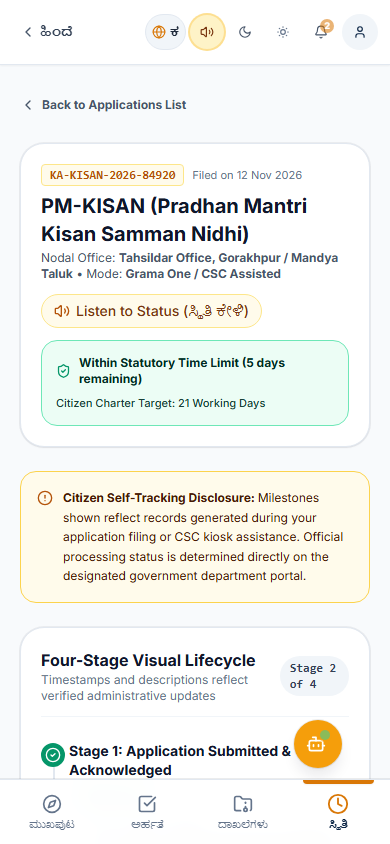 ಹಿಂದೆ
ಕ
2
Back to Applications List
KA-KISAN-2026-84920 Filed on 12 Nov 2026
PM-KISAN (Pradhan Mantri
Kisan Samman Nidhi)
Nodal Office: Tahsildar Office, Gorakhpur / Mandya
Taluk • Mode: Grama One / CSC Assisted
Listen to Status (ಸ್ಥಿತಿ ಕೇಳಿ)
Within Statutory Time Limit (5 days
remaining)
Citizen Charter Target: 21 Working Days
Citizen Self-Tracking Disclosure: Milestones
shown reflect records generated during your
application filing or CSC kiosk assistance. Official
processing status is determined directly on the
designated government department portal.
Four-Stage Visual Lifecycle
Timestamps and descriptions reflect
verified administrative updates
Stage 2
of 4
Stage 1: Application Submitted &
Acknowledged
ಮುಖಪುಟ
ಅರ್ಹತೆ
ದಾಖಲೆಗಳು
ಸ್ಥಿತಿ